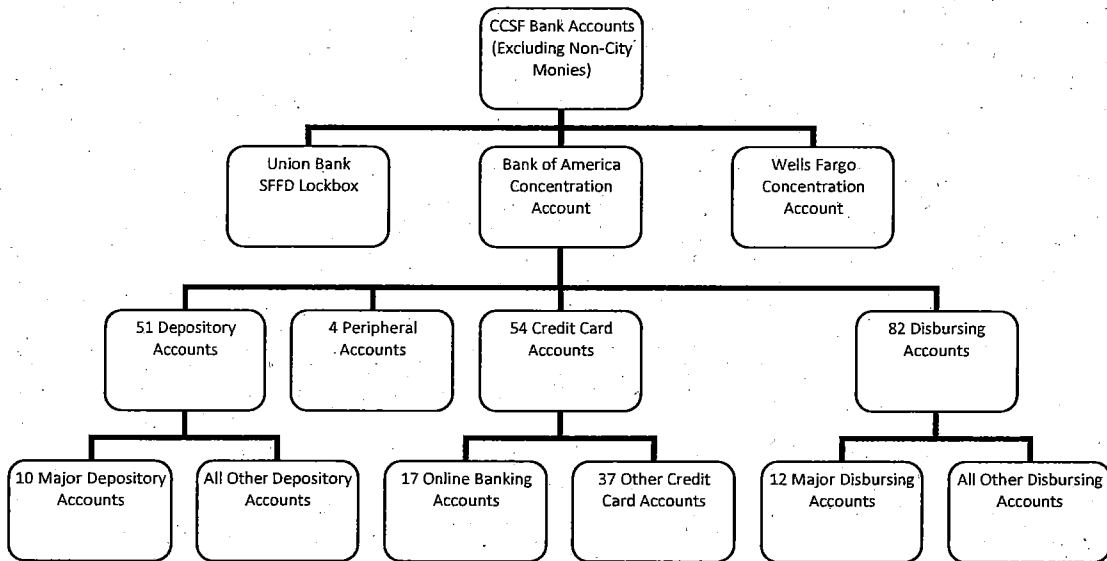 CCSF Bank Accounts
(Excluding Non-City
Monies)
Union Bank
SFFD Lockbox
Bank of America
Concentration
Account
Wells Fargo
Concentration
Account
51 Depository
Accounts
4 Peripheral
Accounts
54 Credit Card
Accounts
82 Disbursing
Accounts
10 Major Depository
Accounts
All Other Depository
Accounts
17 Online Banking
Accounts
37 Other Credit
Card Accounts
12 Major Disbursing
Accounts
All Other Disbursing
Accounts